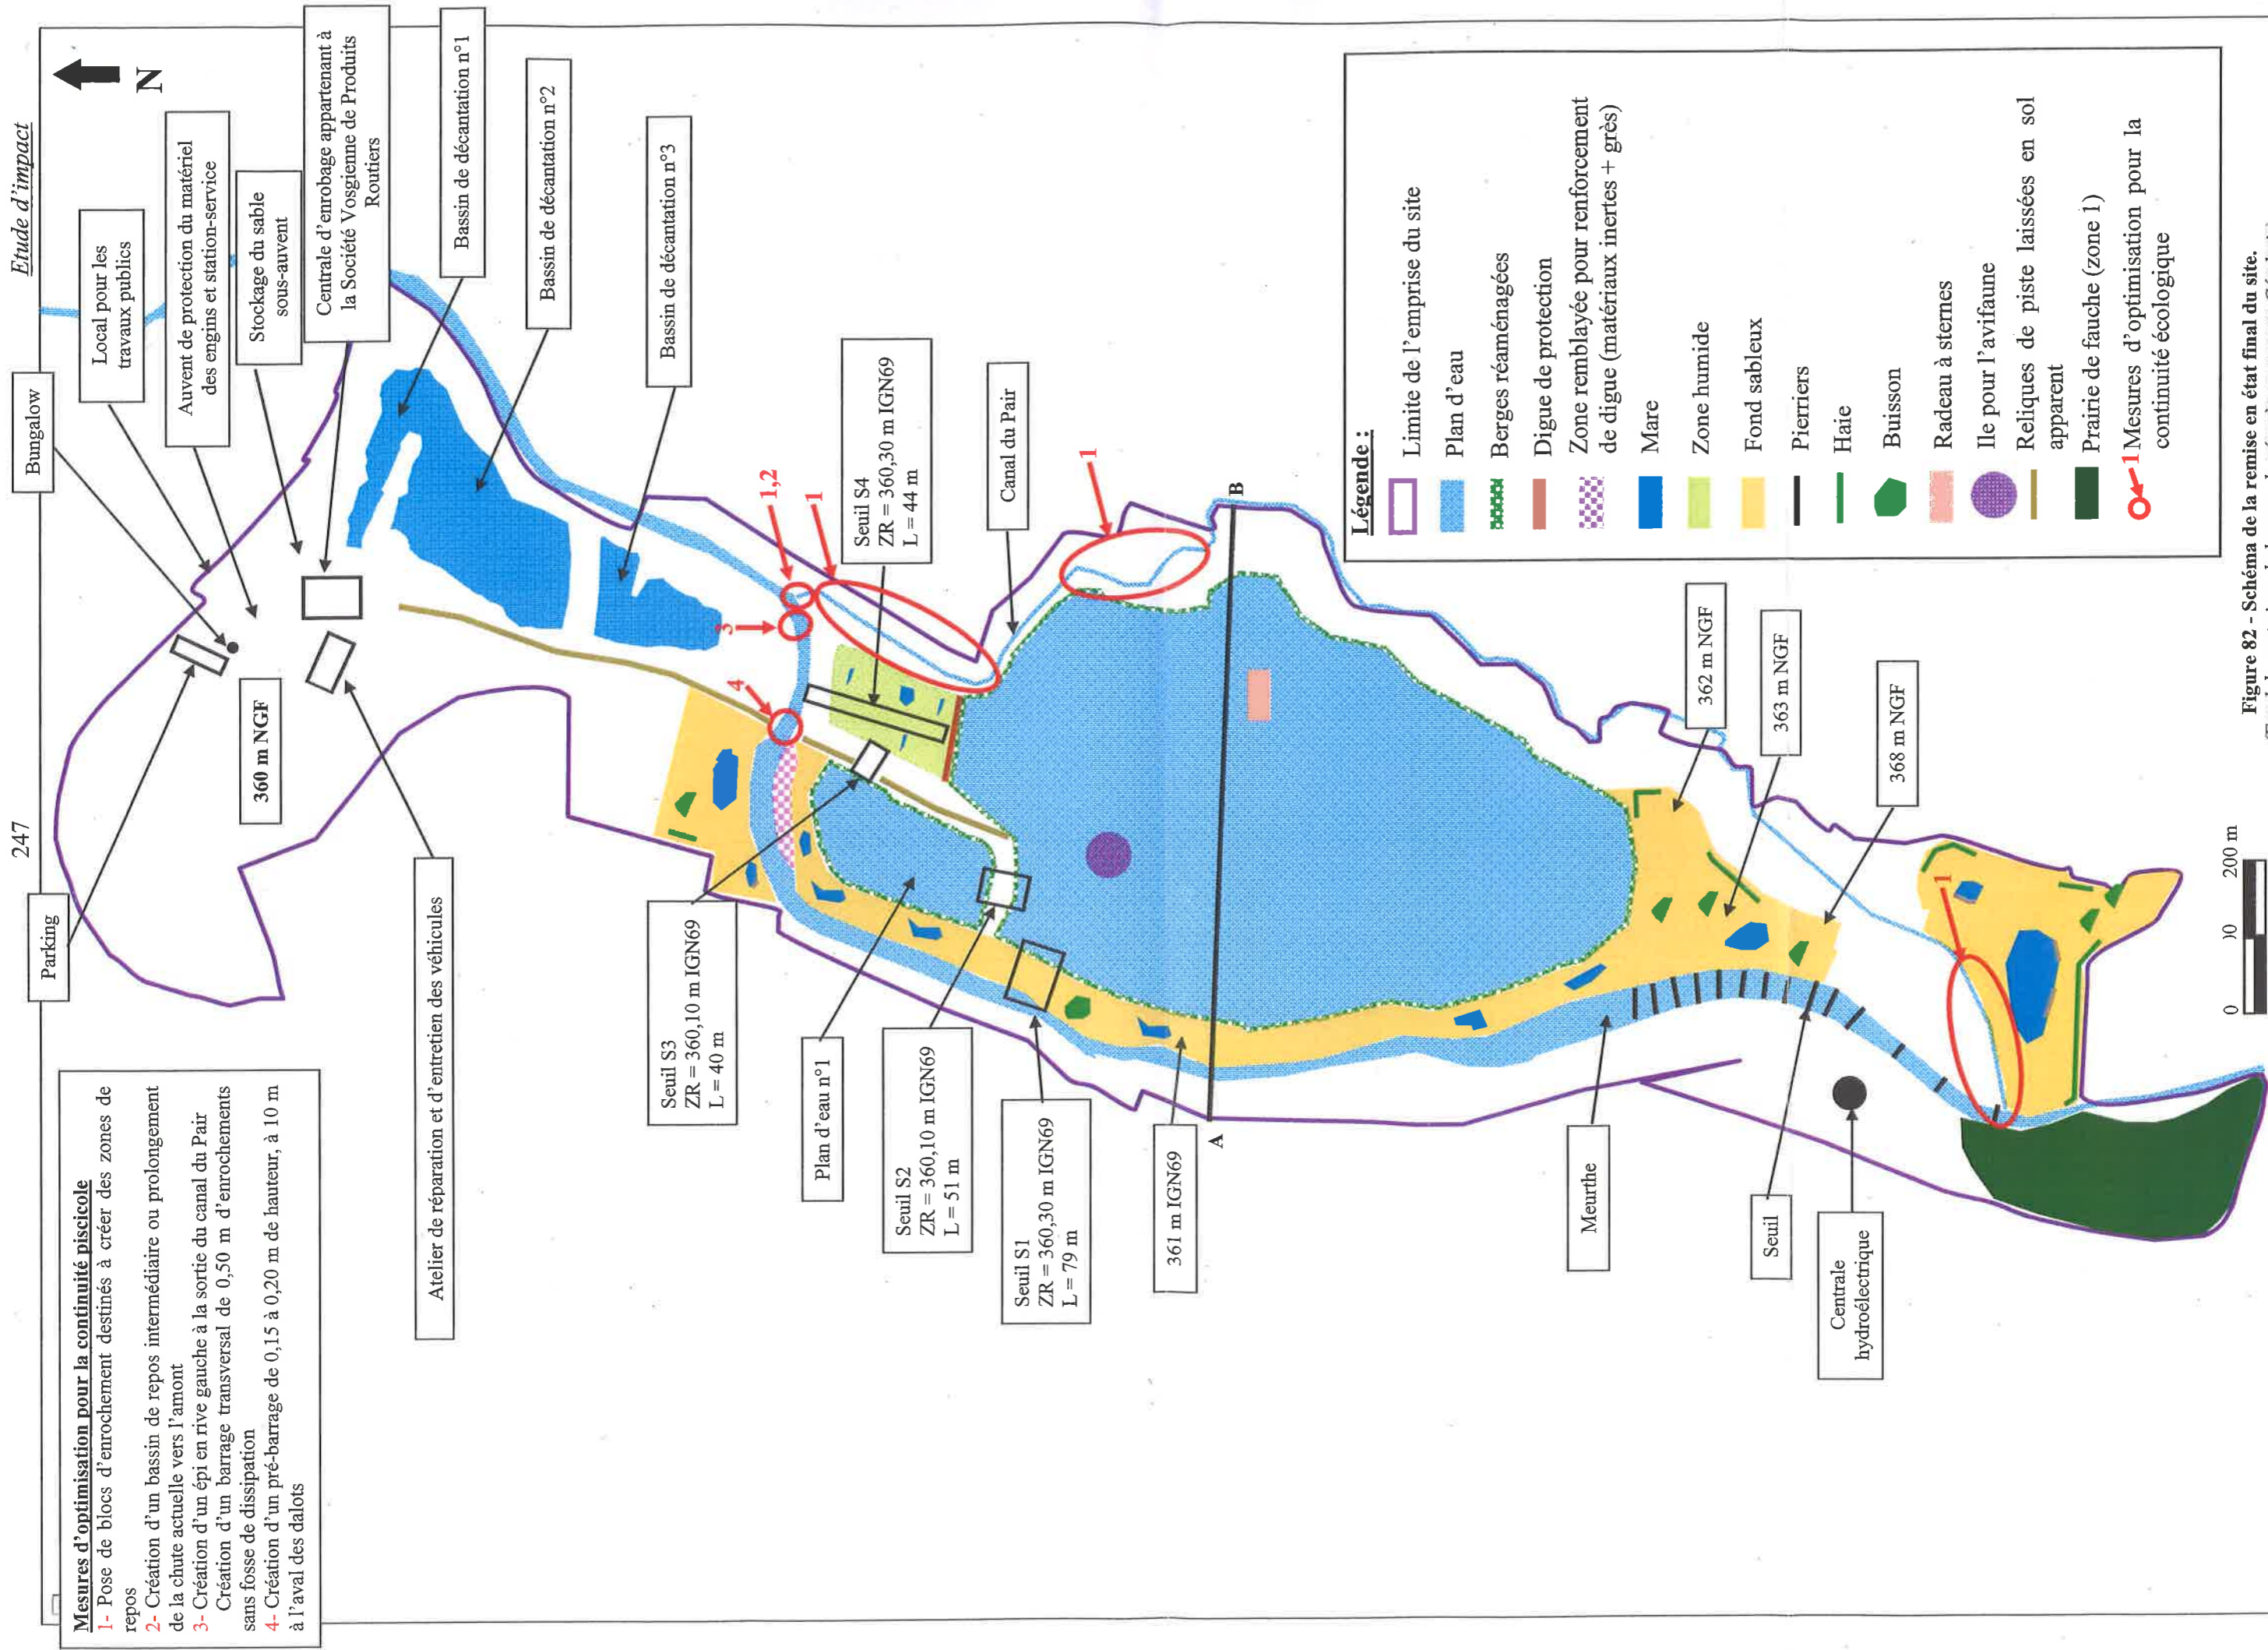 247
Etude d'impact
N
Mesures d'optimisation pour la continuité piscicole
1- Pose de blocs d'enrochement destinés à créer des zones de
repos
2- Création d'un bassin de repos intermédiaire ou prolongement
de la chute actuelle vers l'amont
3- Création d'un épi en rive gauche à la sortie du canal du Pair
Création d'un barrage transversal de 0,50 m d'enrochements
sans fosse de dissipation
4- Création d'un pré-barrage de 0,15 à 0,20 m de hauteur, à 10 m
à l'aval des dalots
Parking
Bungalow
Local pour les
travaux publics
Auvent de protection du matériel
des engins et station-service
Stockage du sable
sous-auvent
Centrale d'enrobage appartenant à
la Société Vosgienne de Produits
Routiers
Bassin de décantation n°1
Bassin de décantation n°2
Bassin de décantation n°3
360 m NGF
Atelier de réparation et d'entretien des véhicules
Seuil S3
ZR = 360,10 m IGN69
L = 40 m
Plan d'eau n°1
Seuil S2
ZR = 360,10 m IGN69
L = 51 m
Seuil S1
ZR = 360,30 m IGN69
L = 79 m
361 m IGN69
Seuil S4
ZR = 360,30 m IGN69
L = 44 m
Canal du Pair
4
3
1,2
1
1
A
B
Meurthe
Seuil
Centrale
hydroélectrique
362 m NGF
363 m NGF
368 m NGF
1
Légende :
Limite de l'emprise du site
Plan d'eau
Berges réaménagées
Digue de protection
Zone remblayée pour renforcement
de digue (matériaux inertes + grès)
Mare
Zone humide
Fond sableux
Pierriers
Haie
Buisson
Radeau à sternes
Ile pour l'avifaune
Reliques de piste laissées en sol
apparent
Prairie de fauche (zone 1)
1 Mesures d'optimisation pour la
continuité écologique
0
00
200 m
Figure 82 - Schéma de la remise en état final du site.